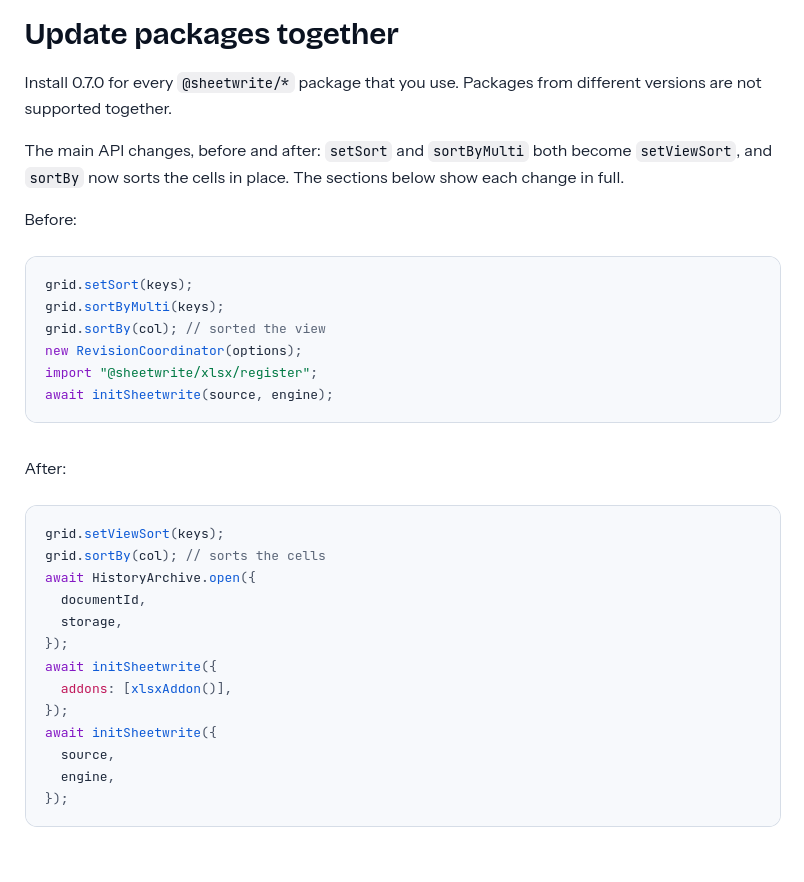 Update packages together
Install 0.7.0 for every @sheetwrite/* package that you use. Packages from different versions are not
supported together.
The main API changes, before and after: setSort and sortByMulti both become setViewSort, and
sortBy now sorts the cells in place. The sections below show each change in full.
Before:
grid.setSort(keys);
grid.sortByMulti(keys);
grid.sortBy(col); // sorted the view
new RevisionCoordinator(options);
import "@sheetwrite/xlsx/register";
await initSheetwrite(source, engine);
After:
grid.setViewSort(keys);
grid.sortBy(col); // sorts the cells
await HistoryArchive.open({
  documentId,
  storage,
});
await initSheetwrite({
  addons: [xlsxAddon()],
});
await initSheetwrite({
  source,
  engine,
});